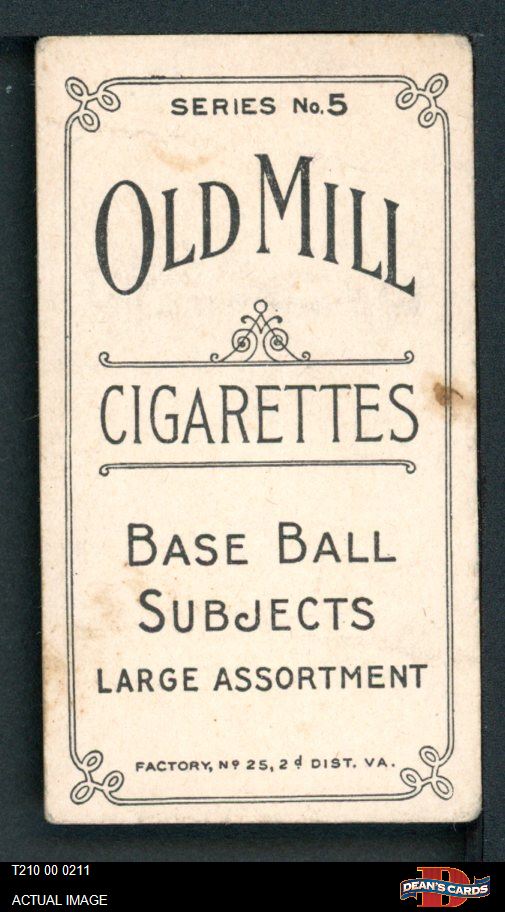 SERIES No. 5
OLD MILL
CIGARETTES
BASE BALL
SUBJECTS
LARGE ASSORTMENT
FACTORY, Nº 25, 2d DIST. VA.
T210 00 0211
ACTUAL IMAGE
D
DEAN'S CARDS